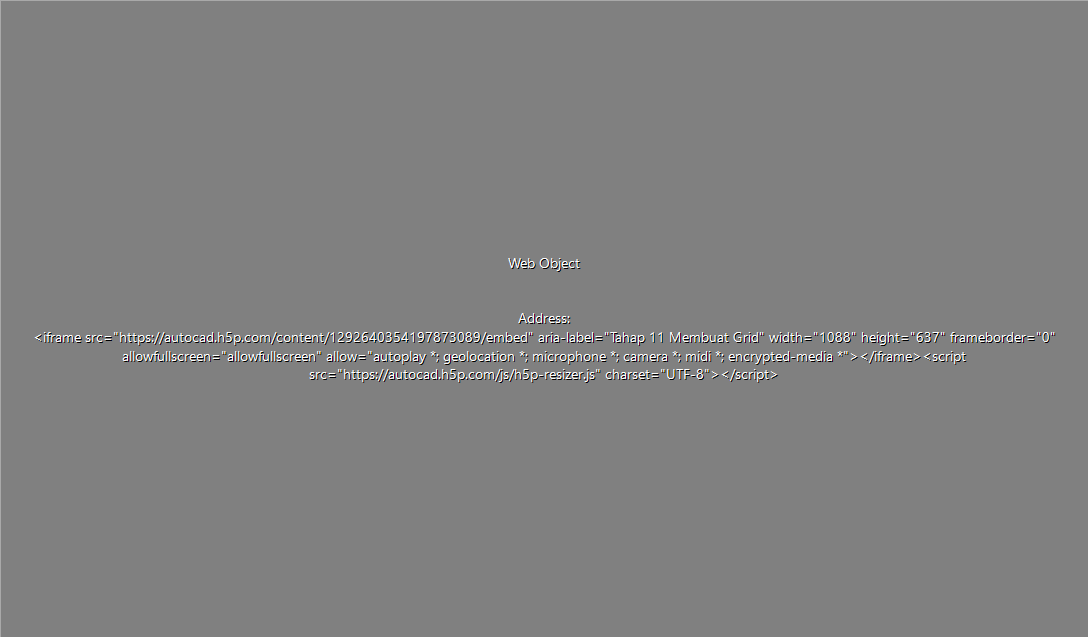 Web Object
Address:
<iframe src="https://autocad.h5p.com/content/1292640354197873089/embed" aria-label="Tahap 11 Membuat Grid" width="1088" height="637" frameborder="0"
allowfullscreen="allowfullscreen" allow="autoplay *; geolocation *; microphone *; camera *; midi *; encrypted-media *"></iframe><script
src="https://autocad.h5p.com/js/h5p-resizer.js" charset="UTF-8"></script>